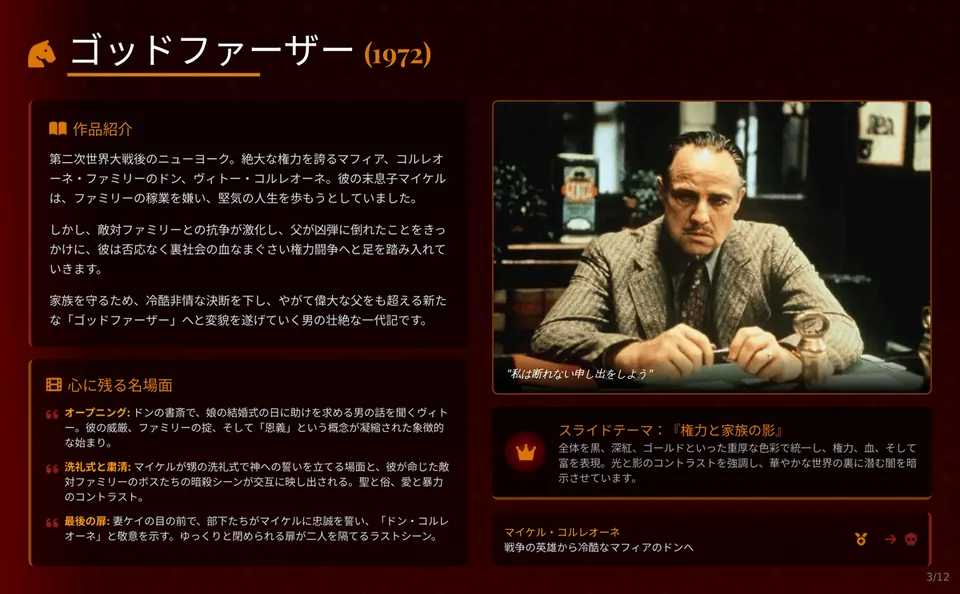 ゴッドファーザー (1972)
作品紹介
第二次世界大戦後のニューヨーク。絶大な権力を誇るマフィア、コルレオ
ーネ・ファミリーのドン、ヴィトー・コルレオーネ。彼の末息子マイケル
は、ファミリーの稼業を嫌い、堅気の人生を歩もうとしていました。
しかし、敵対ファミリーとの抗争が激化し、父が凶弾に倒れたことをきっ
かけに、彼は否応なく裏社会の血なまぐさい権力闘争へと足を踏み入れて
いきます。
家族を守るため、冷酷非情な決断を下し、やがて偉大な父をも超える新た
な「ゴッドファーザー」へと変貌を遂げていく男の壮絶な一代記です。
心に残る名場面
オープニング: ドンの書斎で、娘の結婚式の日に助けを求める男の話を聞くヴィト
ー。彼の威厳、ファミリーの掟、そして「恩義」という概念が凝縮された象徴的
な始まり。
洗礼式と粛清: マイケルが甥の洗礼式で神への誓いを立てる場面と、彼が命じた敵
対ファミリーのボスたちの暗殺シーンが交互に映し出される。聖と俗、愛と暴力
のコントラスト。
最後の扉: 妻ケイの目の前で、部下たちがマイケルに忠誠を誓い、「ドン・コルレ
オーネ」と敬意を示す。ゆっくりと閉められる扉が二人を隔てるラストシーン。
"私は断れない申し出をしよう"
スライドテーマ：『権力と家族の影』
全体を黒、深紅、ゴールドといった重厚な色彩で統一し、権力、血、そして
富を表現。光と影のコントラストを強調し、華やかな世界の裏に潜む闇を暗
示させています。
マイケル・コルレオーネ
戦争の英雄から冷酷なマフィアのドンへ
3/12